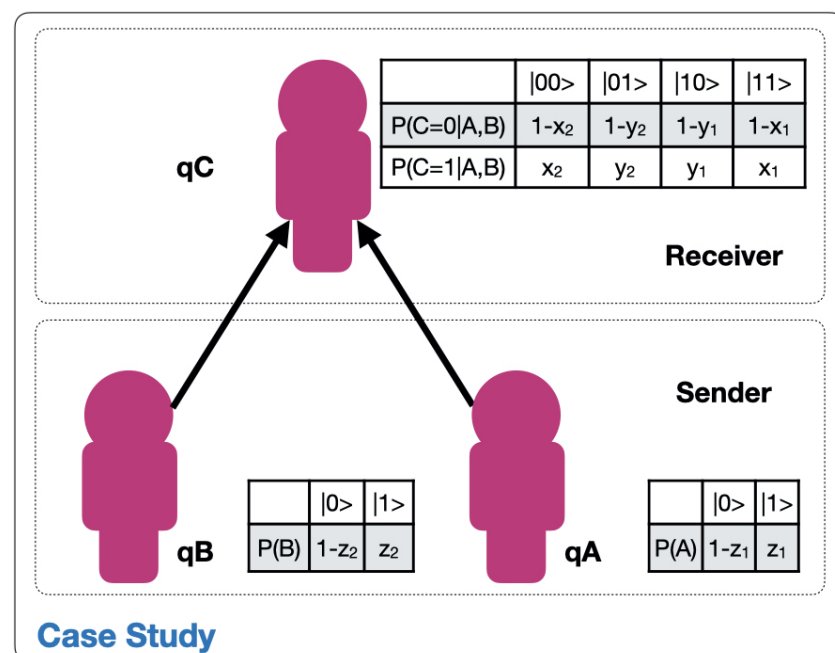 |00> |01> |10> |11>
P(C=0|A,B) 1-x₂ 1-y₂ 1-y₁ 1-x₁
P(C=1|A,B) x₂ y₂ y₁ x₁
qC
Receiver
Sender
|0> |1>
P(B) 1-z₂ z₂
qB
|0> |1>
P(A) 1-z₁ z₁
qA
Case Study